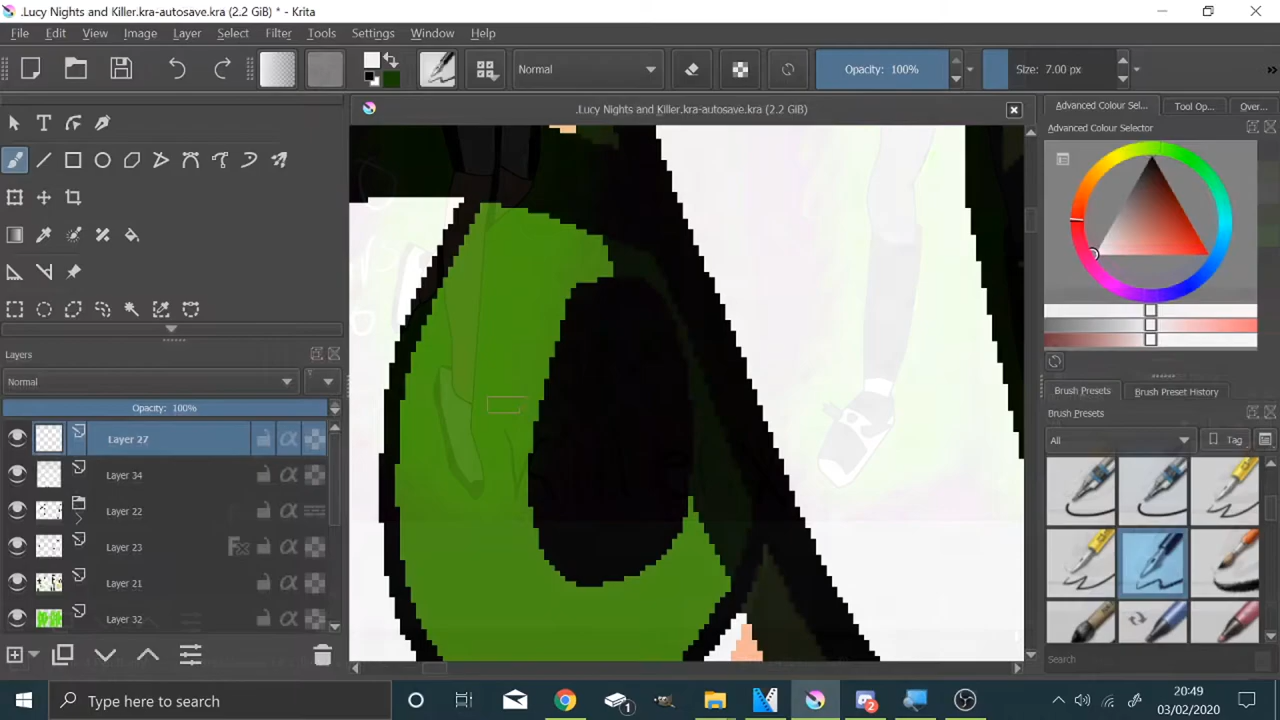 .Lucy Nights and Killer.kra-autosave.kra (2.2 GiB) * - Krita
File Edit View Image Layer Select Filter Tools Settings Window Help
Normal Opacity: 100% Size: 7.00 px »
.Lucy Nights and Killer.kra-autosave.kra (2.2 GiB)
Advanced Colour Sel... Tool Op... Over...
Advanced Colour Selector
Layers
Normal
Opacity: 100%
Layer 27
Layer 34
Layer 22
Layer 23
Fx
Layer 21
Layer 32
Brush Presets Brush Preset History
Brush Presets
All Tag
Search
Type here to search
1
2
20:49
03/02/2020